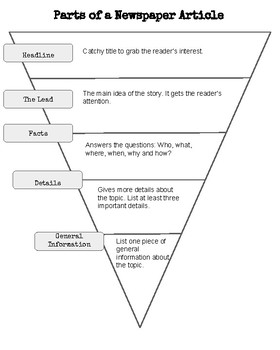 Parts of a Newspaper Article
Headline
Catchy title to grab the reader's interest.
The Lead
The main idea of the story. It gets the reader's
attention.
Facts
Answers the questions: Who, what,
where, when, why and how?
Details
Gives more details about
the topic. List at least three
important details.
General
Information
List one piece of
general
information about
the topic.